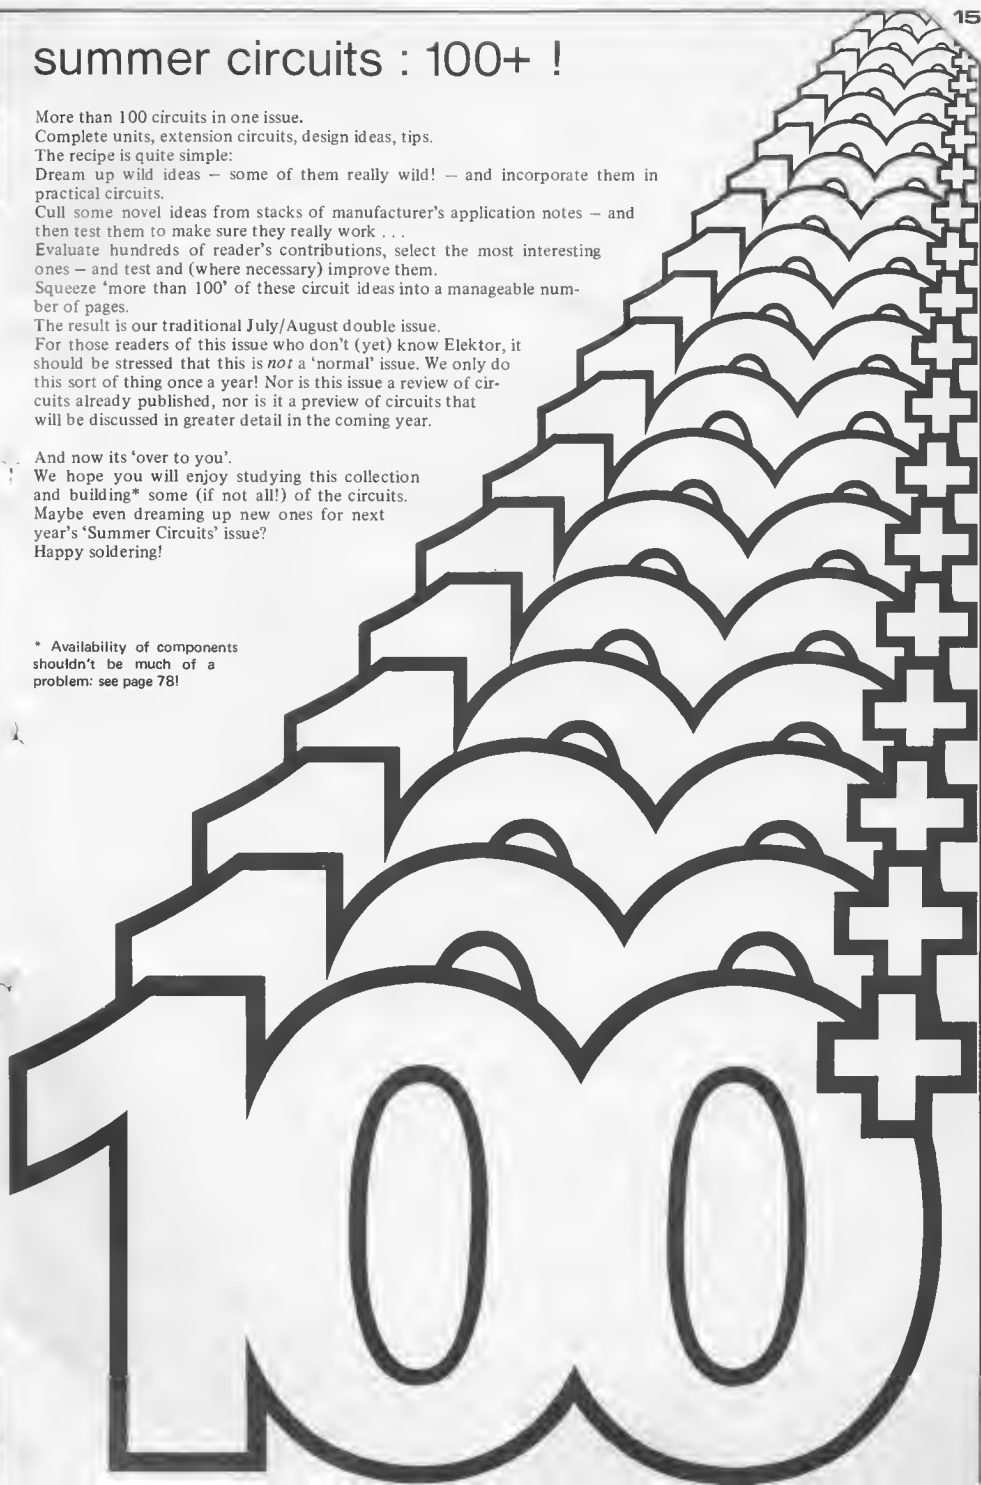 15
summer circuits : 100+ !
More than 100 circuits in one issue.
Complete units, extension circuits, design ideas, tips.
The recipe is quite simple:
Dream up wild ideas – some of them really wild! – and incorporate them in
practical circuits.
Cull some novel ideas from stacks of manufacturer's application notes – and
then test them to make sure they really work . . .
Evaluate hundreds of reader's contributions, select the most interesting
ones – and test and (where necessary) improve them.
Squeeze ‘more than 100’ of these circuit ideas into a manageable num-
ber of pages.
The result is our traditional July/August double issue.
For those readers of this issue who don't (yet) know Elektor, it
should be stressed that this is not a ‘normal’ issue. We only do
this sort of thing once a year! Nor is this issue a review of cir-
cuits already published, nor is it a preview of circuits that
will be discussed in greater detail in the coming year.
And now its ‘over to you’.
We hope you will enjoy studying this collection
and building* some (if not all!) of the circuits.
Maybe even dreaming up new ones for next
year's ‘Summer Circuits’ issue?
Happy soldering!
* Availability of components
shouldn't be much of a
problem: see page 78!
100+